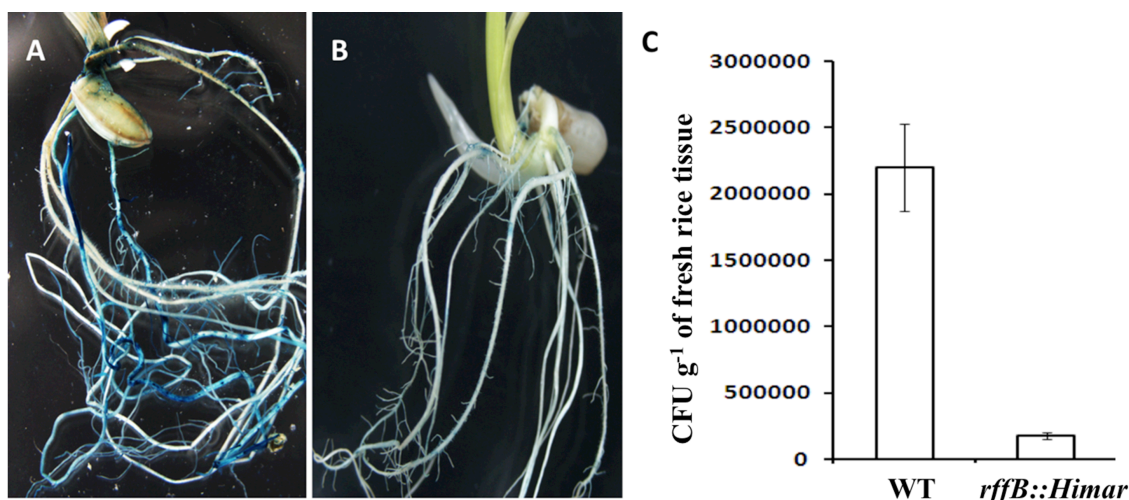 A
B
C
CFU g-1 of fresh rice tissue
3000000
2500000
2000000
1500000
1000000
500000
0
WT
rffB::Himar